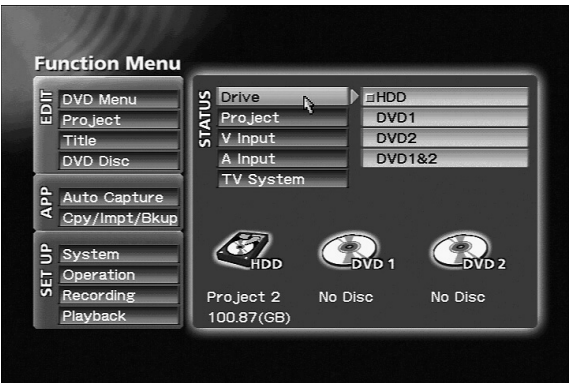 Function Menu
EDIT
DVD Menu
Project
Title
DVD Disc
APP
Auto Capture
Cpy/Impt/Bkup
SET UP
System
Operation
Recording
Playback
STATUS
Drive
Project
V Input
A Input
TV System
HDD
DVD1
DVD2
DVD1&2
HDD
DVD 1
DVD 2
Project 2
No Disc
No Disc
100.87(GB)